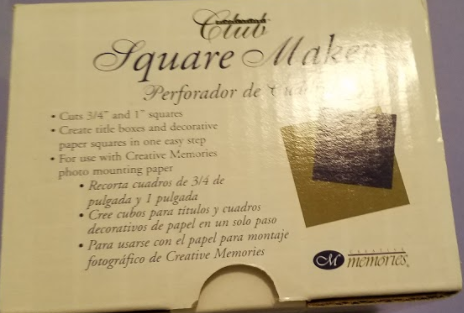 Club
Square Maker
Perforador de
• Cuts 3/4" and 1" squares
• Create title boxes and decorative
paper squares in one easy step
• For use with Creative Memories
photo mounting paper
• Recorta cuadros de 3/4 de
pulgada y 1 pulgada
• Cree cubos para títulos y cuadros
decorativos de papel en un solo paso
• Para usarse con el papel para montaje
fotográfico de Creative Memories
CREATIVE
M memories